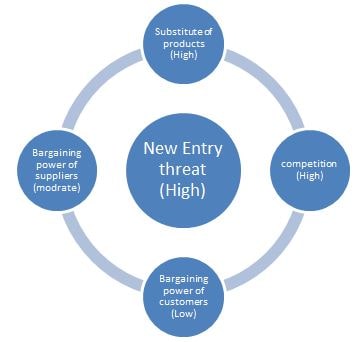 Substitute of
products
(High)
New Entry
threat
(High)
Bargaining
power of
suppliers
(modrate)
competition
(High)
Bargaining
power of
customers
(Low)